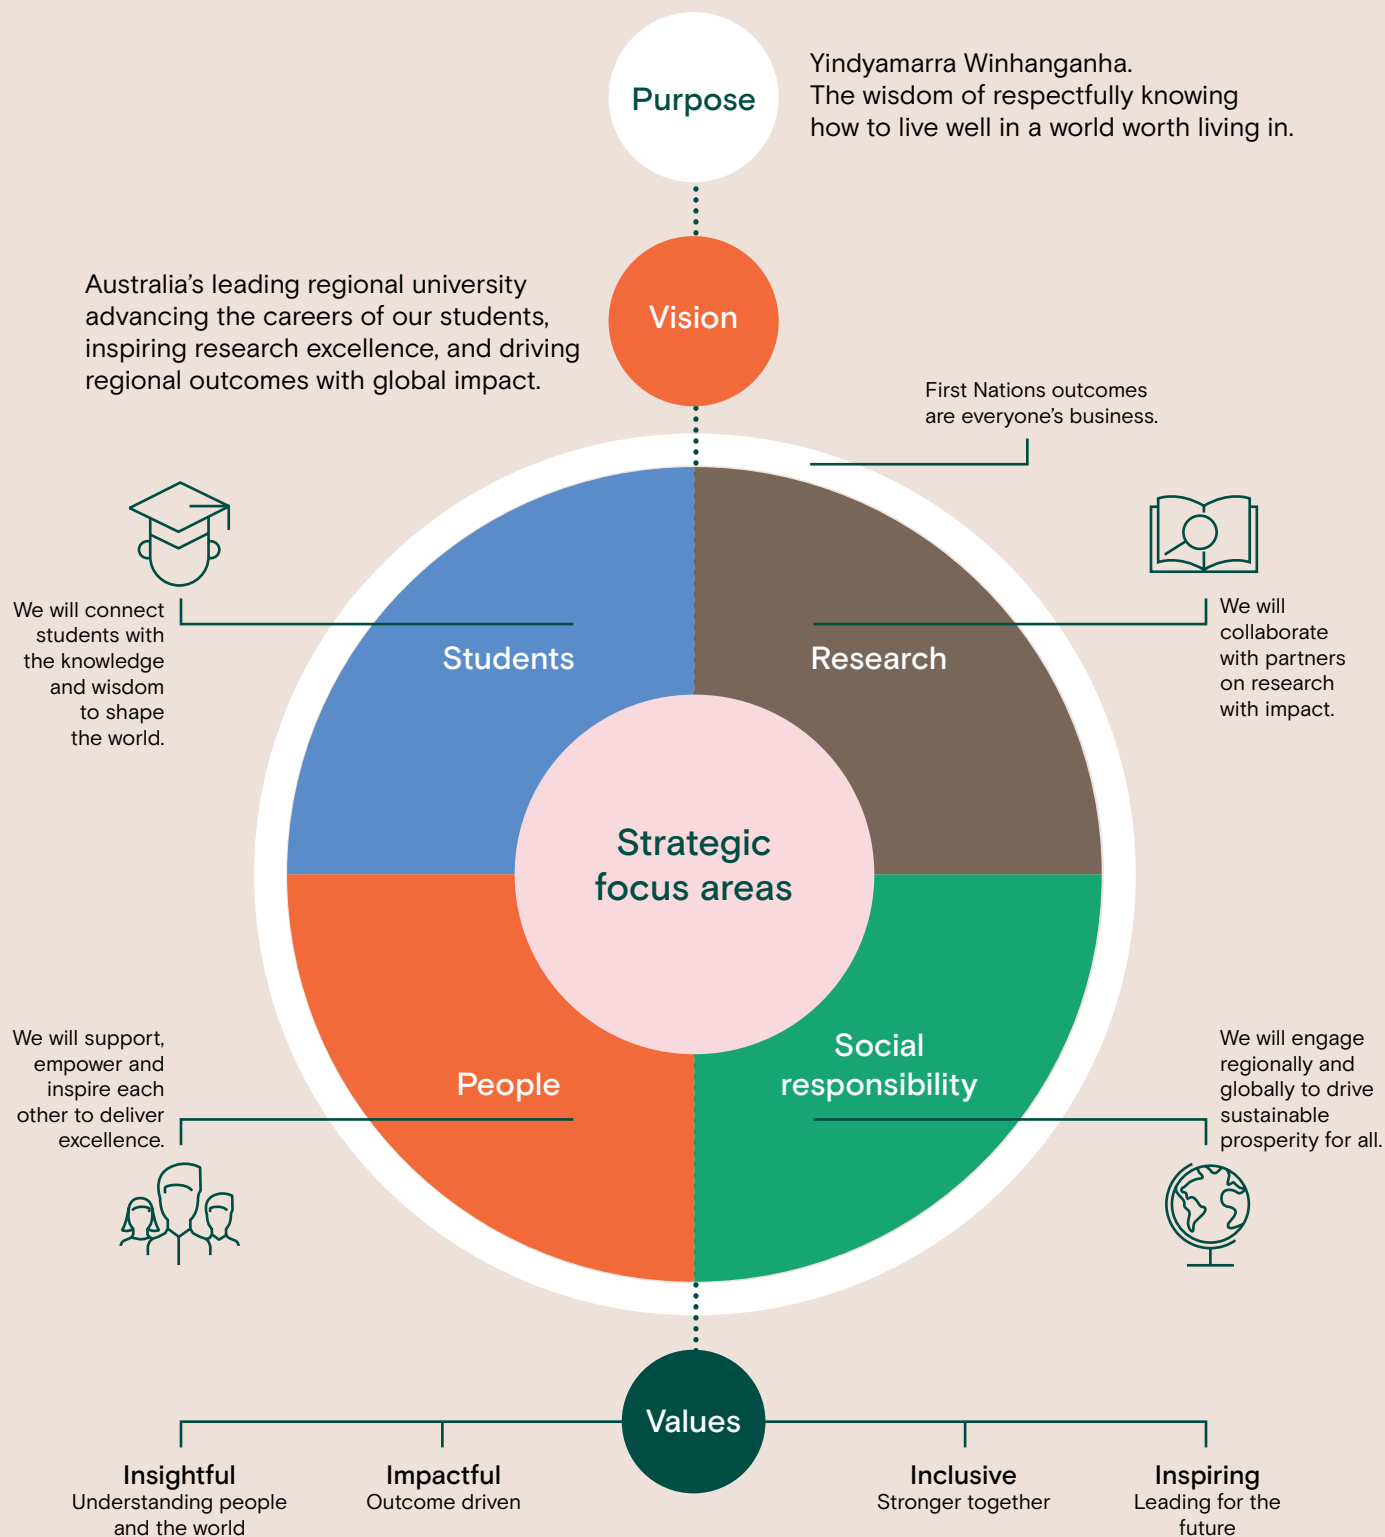 Purpose
Yindyamarra Winhanganha.
The wisdom of respectfully knowing
how to live well in a world worth living in.
Australia’s leading regional university
advancing the careers of our students,
inspiring research excellence, and driving
regional outcomes with global impact.
Vision
First Nations outcomes
are everyone’s business.
We will connect
students with
the knowledge
and wisdom
to shape
the world.
Students
Research
We will
collaborate
with partners
on research
with impact.
Strategic
focus areas
We will support,
empower and
inspire each
other to deliver
excellence.
People
Social
responsibility
We will engage
regionally and
globally to drive
sustainable
prosperity for all.
Values
Insightful
Understanding people
and the world
Impactful
Outcome driven
Inclusive
Stronger together
Inspiring
Leading for the
future